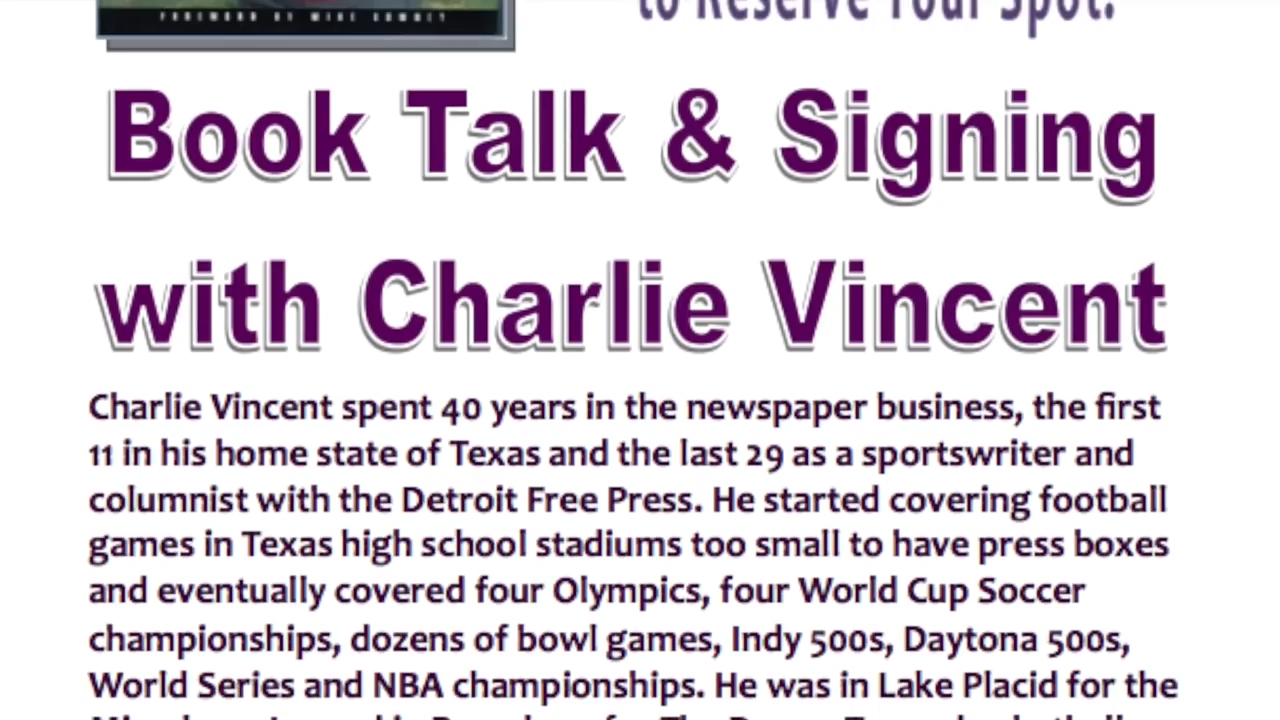 FOREWORD BY MIKE DOWNEY
to Reserve Your Spot.
Book Talk & Signing
with Charlie Vincent
Charlie Vincent spent 40 years in the newspaper business, the first
11 in his home state of Texas and the last 29 as a sportswriter and
columnist with the Detroit Free Press. He started covering football
games in Texas high school stadiums too small to have press boxes
and eventually covered four Olympics, four World Cup Soccer
championships, dozens of bowl games, Indy 500s, Daytona 500s,
World Series and NBA championships. He was in Lake Placid for the